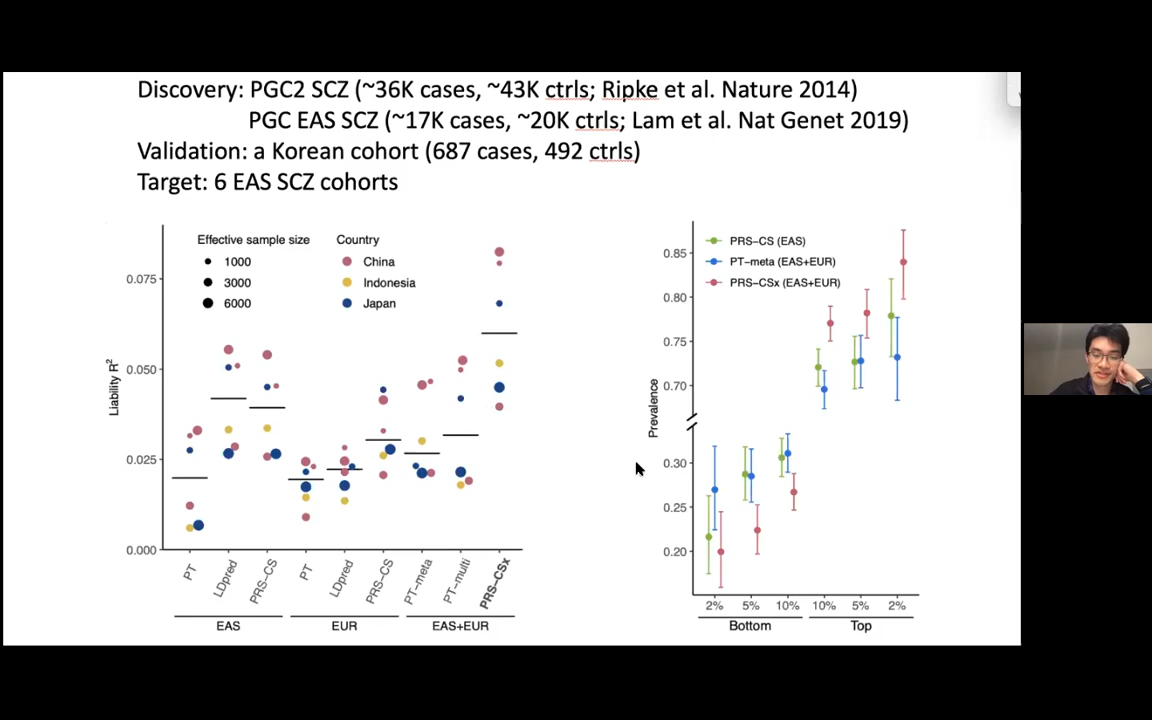 Discovery: PGC2 SCZ (~36K cases, ~43K ctrls; Ripke et al. Nature 2014)
PGC EAS SCZ (~17K cases, ~20K ctrls; Lam et al. Nat Genet 2019)
Validation: a Korean cohort (687 cases, 492 ctrls)
Target: 6 EAS SCZ cohorts
Effective sample size
1000
3000
6000
Country
China
Indonesia
Japan
Liability R²
0.075
0.050
0.025
0.000
PT
LDpred
PRS-CS
PT
LDpred
PRS-CS
PT-meta
PT-multi
PRS-CSx
EAS
EUR
EAS+EUR
PRS-CS (EAS)
PT-meta (EAS+EUR)
PRS-CSx (EAS+EUR)
Prevalence
0.85
0.80
0.75
0.70
0.30
0.25
0.20
2%
5%
10%
10%
5%
2%
Bottom
Top